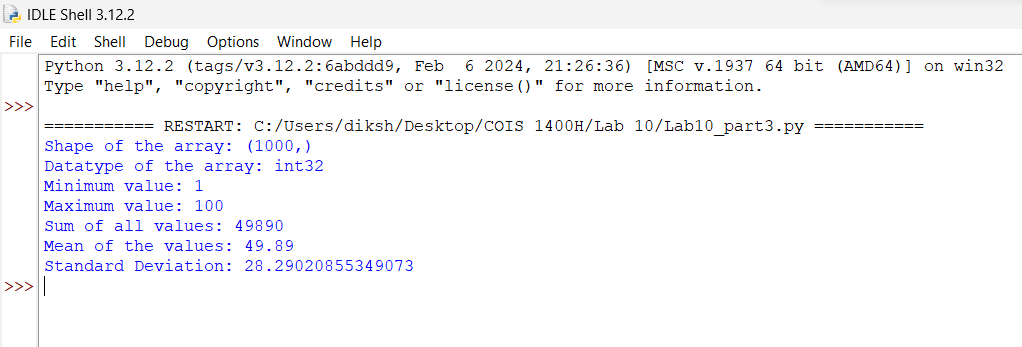 IDLE Shell 3.12.2
File Edit Shell Debug Options Window Help
Python 3.12.2 (tags/v3.12.2:6abddd9, Feb  6 2024, 21:26:36) [MSC v.1937 64 bit (AMD64)] on win32
Type "help", "copyright", "credits" or "license()" for more information.
>>>
=========== RESTART: C:/Users/diksh/Desktop/COIS 1400H/Lab 10/Lab10_part3.py ===========
Shape of the array: (1000,)
Datatype of the array: int32
Minimum value: 1
Maximum value: 100
Sum of all values: 49890
Mean of the values: 49.89
Standard Deviation: 28.29020855349073
>>>